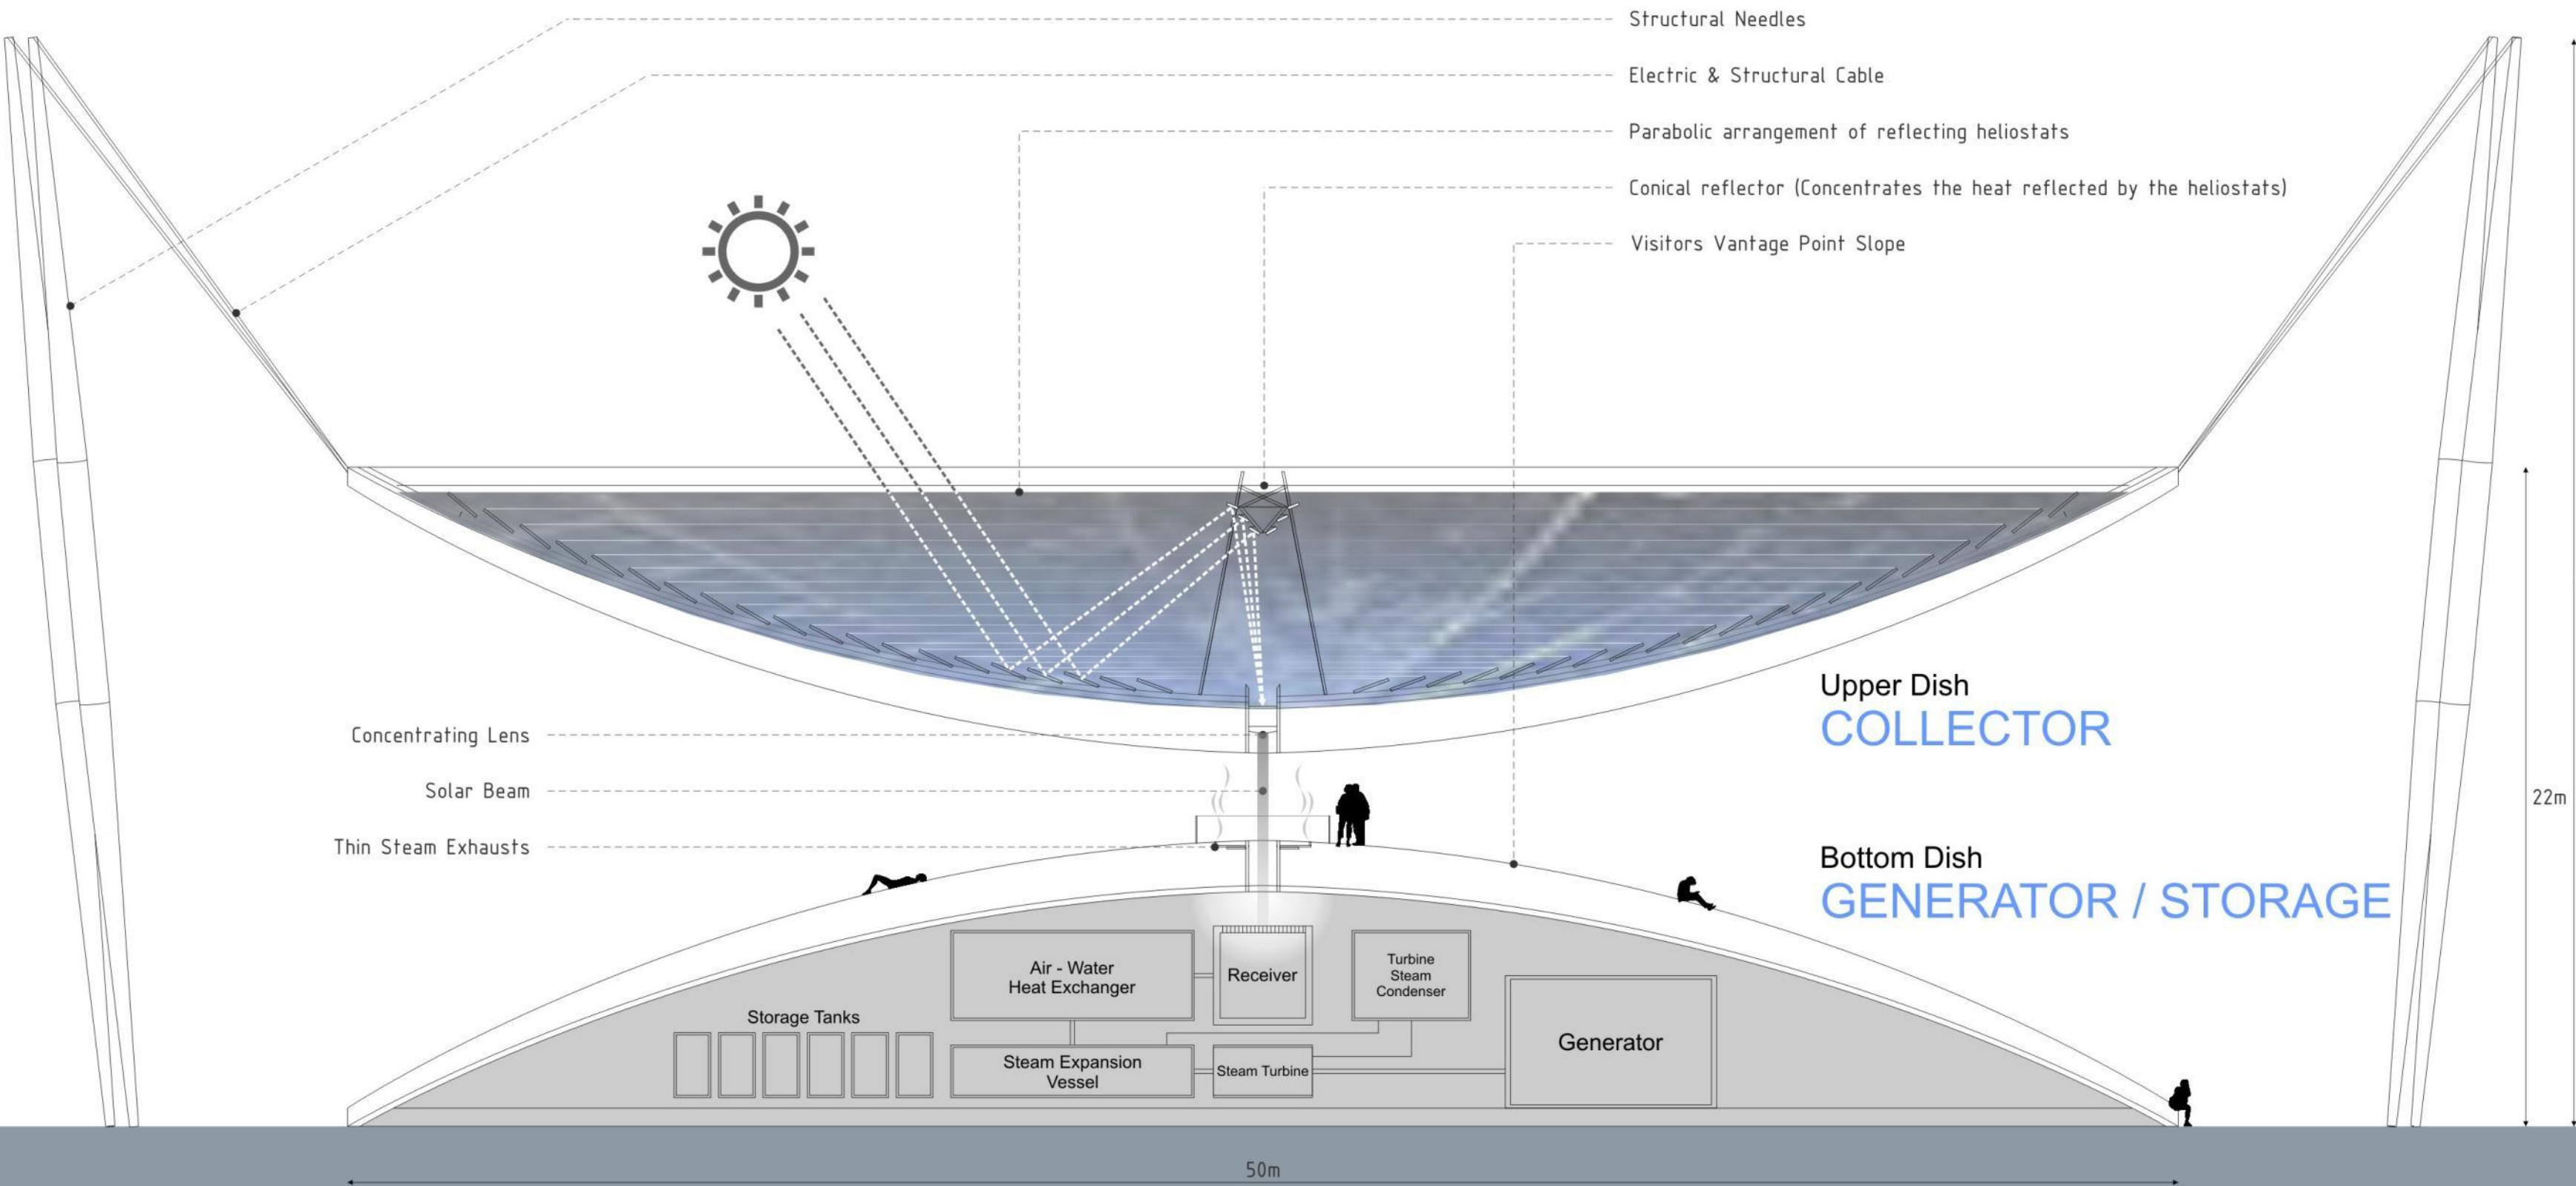 Structural Needles
Electric & Structural Cable
Parabolic arrangement of reflecting heliostats
Conical reflector (Concentrates the heat reflected by the heliostats)
Visitors Vantage Point Slope
Upper Dish
COLLECTOR
Concentrating Lens
Solar Beam
22m
Thin Steam Exhausts
Bottom Dish
GENERATOR / STORAGE
Air - Water
Heat Exchanger
Receiver
Turbine
Steam
Condenser
Storage Tanks
Generator
Steam Expansion
Vessel
Steam Turbine
50m